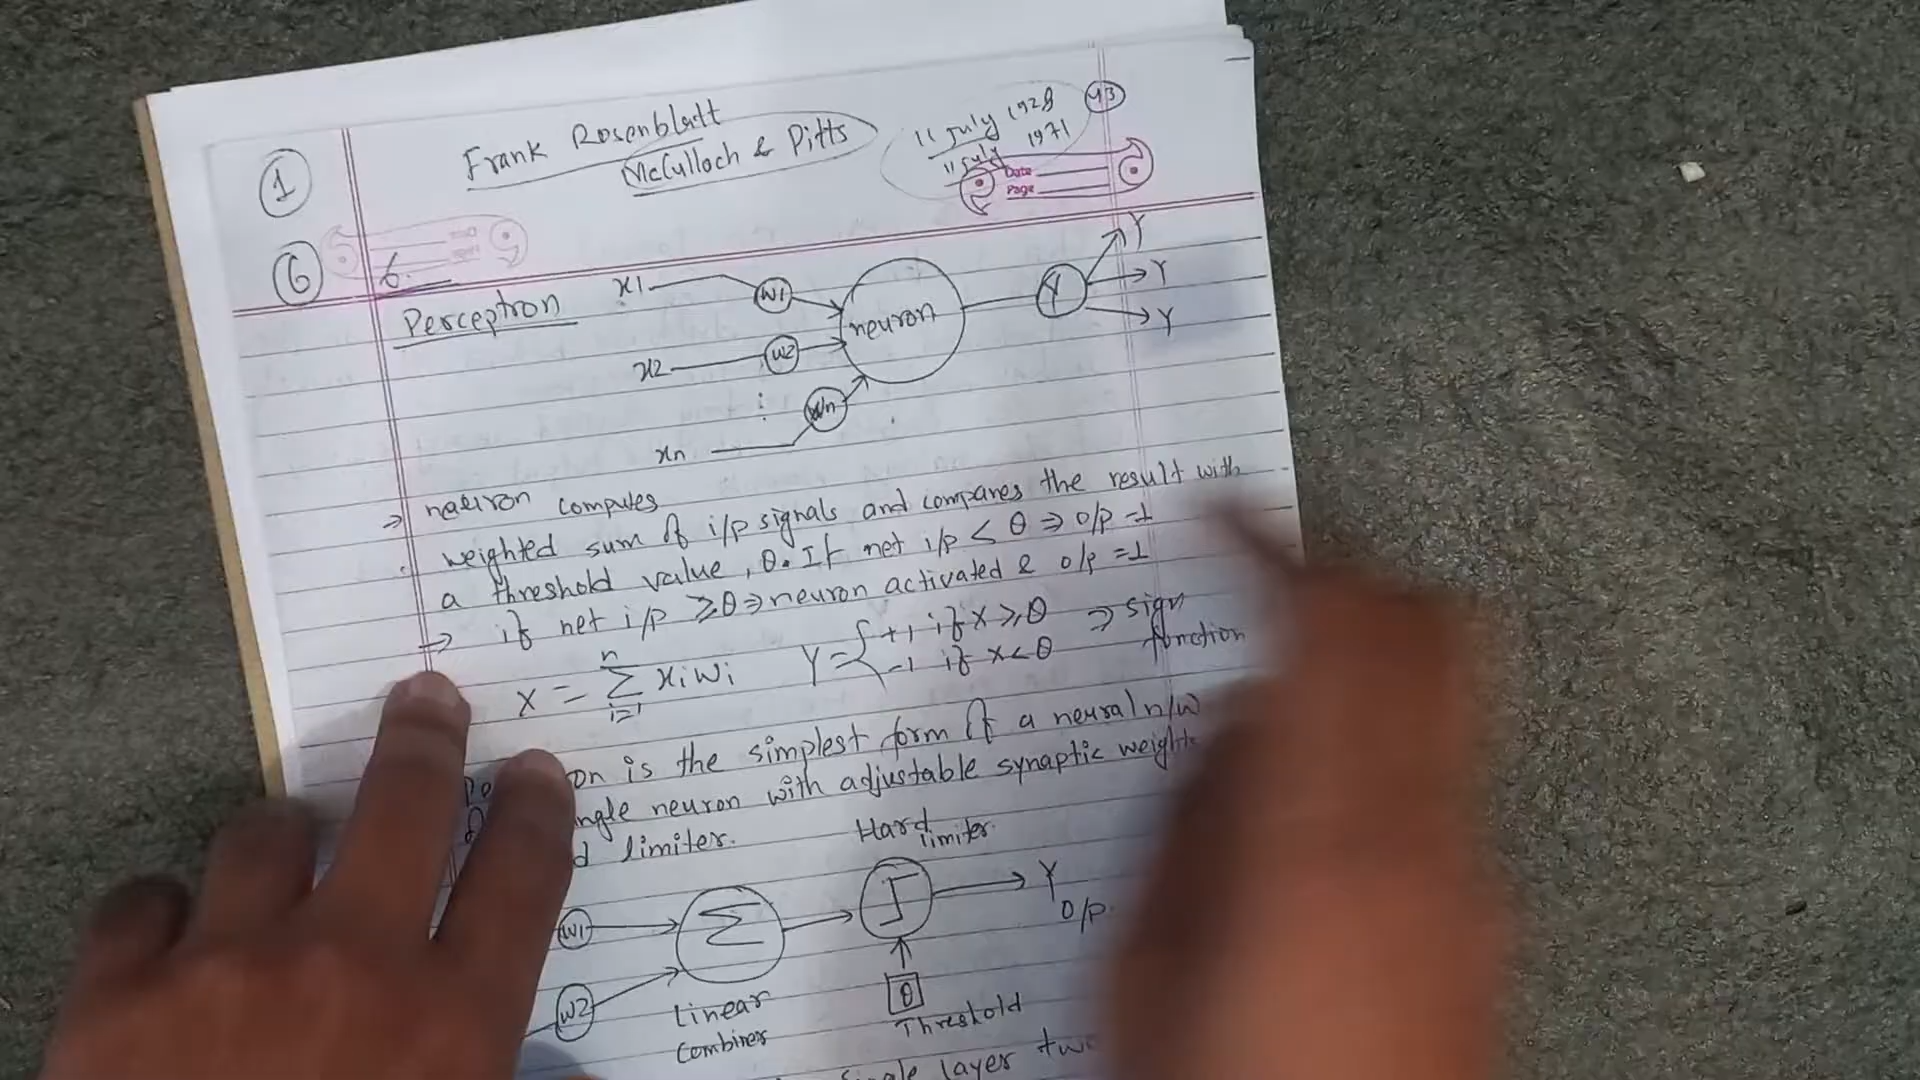 Frank Rosenblatt
McCulloch & Pitts
11 July 1928
11 July 1971
43
Date
Page
1
6
6.
Perceptron
x1
w1
neuron
Y
Y
Y
Y
x2
w2
⋮
wn
xn
⇒ neuron computes
weighted sum of i/p signals and compares the result with
a threshold value, θ. If net i/p < θ ⇒ o/p = -1
⇒ if net i/p ≥ θ ⇒ neuron activated & o/p = 1
X = Σ xiwi
n
i=1
Y = { +1 if X ≥ θ
-1 if X < θ
⇒ sign
function
on is the simplest form of a neural n/w
ngle neuron with adjustable synaptic weights
d limiter.
Hard
limiter.
w1
Σ
Y
o/p.
w2
Linear
Combiner
θ
Threshold
layer